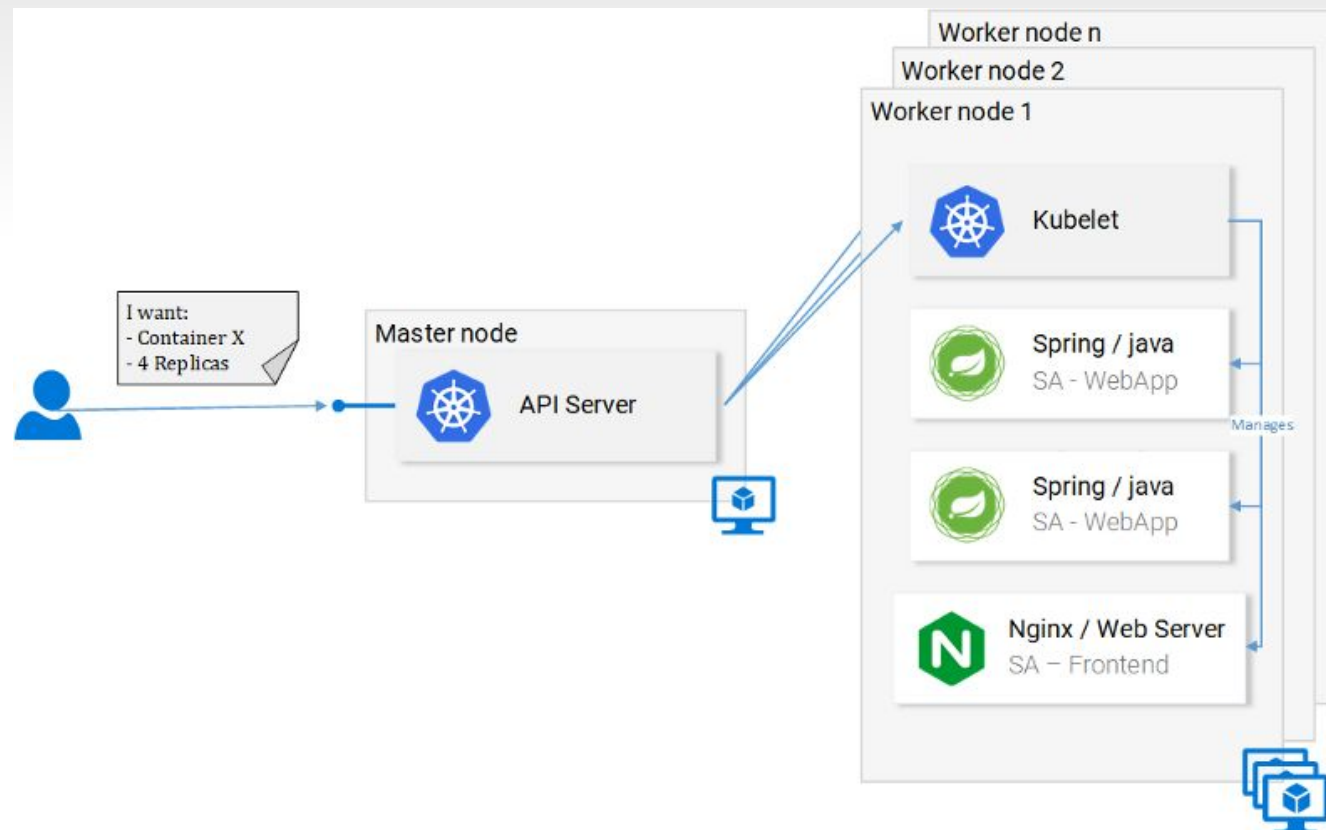 Worker node n
Worker node 2
Worker node 1
Kubelet
I want:
- Container X
- 4 Replicas
Master node
API Server
Spring / java
SA - WebApp
Manages
Spring / java
SA - WebApp
Nginx / Web Server
SA – Frontend